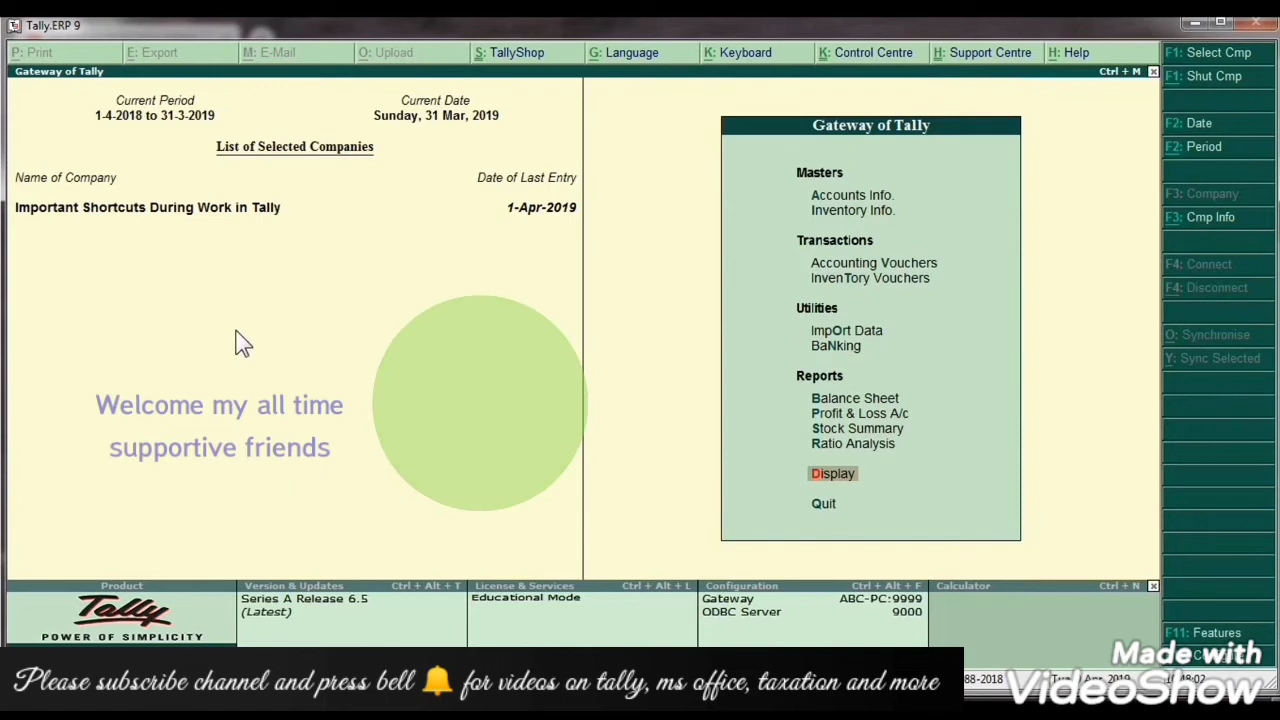 Tally.ERP 9
P: Print E: Export M: E-Mail O: Upload S: TallyShop G: Language K: Keyboard K: Control Centre H: Support Centre H: Help
Gateway of Tally Ctrl + M
Current Period Current Date
1-4-2018 to 31-3-2019 Sunday, 31 Mar, 2019
List of Selected Companies
Name of Company Date of Last Entry
Important Shortcuts During Work in Tally 1-Apr-2019
Welcome my all time
supportive friends
Gateway of Tally
Masters
Accounts Info.
Inventory Info.
Transactions
Accounting Vouchers
InvenTory Vouchers
Utilities
ImpOrt Data
BaNking
Reports
Balance Sheet
Profit & Loss A/c
Stock Summary
Ratio Analysis
Display
Quit
F1: Select Cmp
F1: Shut Cmp
F2: Date
F2: Period
F3: Company
F3: Cmp Info
F4: Connect
F4: Disconnect
O: Synchronise
Y: Sync Selected
F11: Features
Product
Tally
POWER OF SIMPLICITY
Version & Updates Ctrl + Alt + T
Series A Release 6.5
(Latest)
License & Services Ctrl + Alt + L
Educational Mode
Configuration Ctrl + Alt + F
Gateway ABC-PC:9999
ODBC Server 9000
Calculator Ctrl + N
Please subscribe channel and press bell 🔔 for videos on tally, ms office, taxation and more
Made with
VideoShow